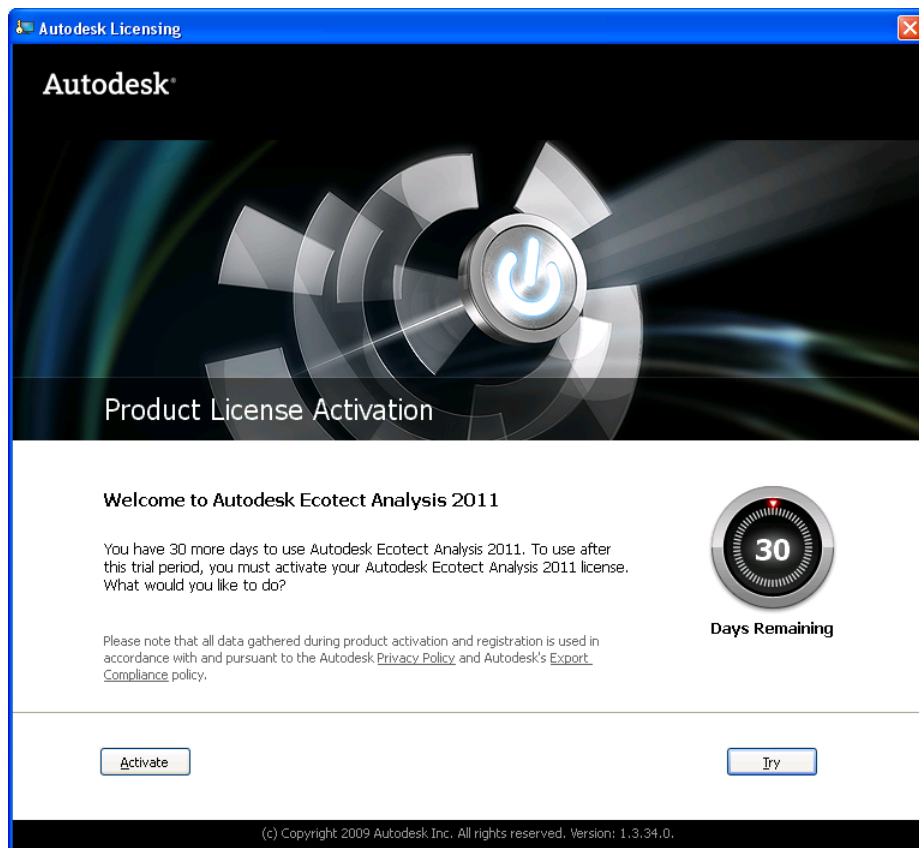 Autodesk Licensing
Autodesk®
Product License Activation
Welcome to Autodesk Ecotect Analysis 2011
You have 30 more days to use Autodesk Ecotect Analysis 2011. To use after
this trial period, you must activate your Autodesk Ecotect Analysis 2011 license.
What would you like to do?
30
Days Remaining
Please note that all data gathered during product activation and registration is used in
accordance with and pursuant to the Autodesk Privacy Policy and Autodesk's Export
Compliance policy.
Activate
Try
(c) Copyright 2009 Autodesk Inc. All rights reserved. Version: 1.3.34.0.